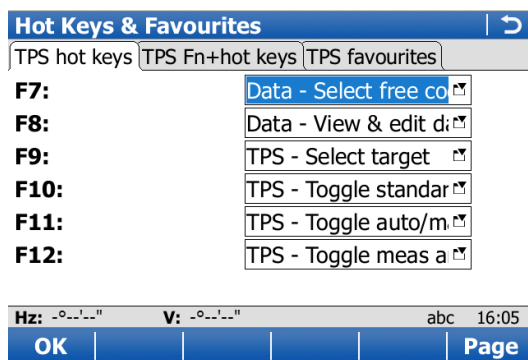 Hot Keys & Favourites
TPS hot keys TPS Fn+hot keys TPS favourites
F7: Data - Select free co
F8: Data - View & edit da
F9: TPS - Select target
F10: TPS - Toggle standar
F11: TPS - Toggle auto/m
F12: TPS - Toggle meas a
Hz: -°--'--" V: -°--'--" abc 16:05
OK Page